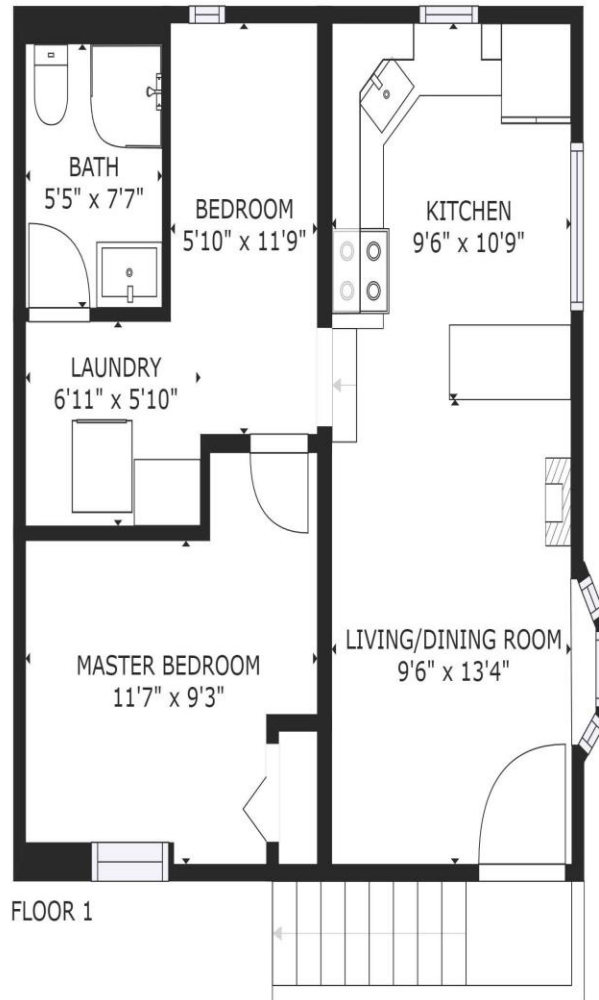 BATH
5'5" x 7'7"
BEDROOM
5'10" x 11'9"
KITCHEN
9'6" x 10'9"
LAUNDRY
6'11" x 5'10"
MASTER BEDROOM
11'7" x 9'3"
LIVING/DINING ROOM
9'6" x 13'4"
FLOOR 1